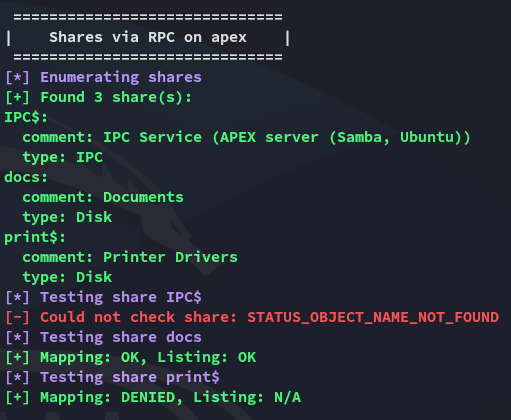 ==============================
|    Shares via RPC on apex    |
==============================
[*] Enumerating shares
[+] Found 3 share(s):
IPC$:
  comment: IPC Service (APEX server (Samba, Ubuntu))
  type: IPC
docs:
  comment: Documents
  type: Disk
print$:
  comment: Printer Drivers
  type: Disk
[*] Testing share IPC$
[-] Could not check share: STATUS_OBJECT_NAME_NOT_FOUND
[*] Testing share docs
[+] Mapping: OK, Listing: OK
[*] Testing share print$
[+] Mapping: DENIED, Listing: N/A